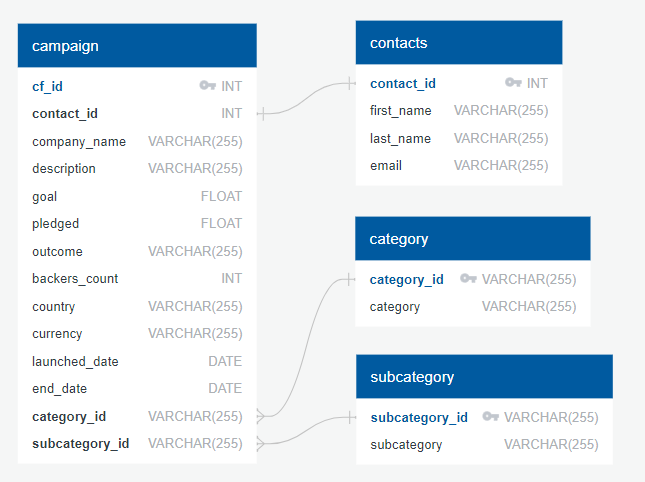 campaign
cf_id INT
contact_id INT
company_name VARCHAR(255)
description VARCHAR(255)
goal FLOAT
pledged FLOAT
outcome VARCHAR(255)
backers_count INT
country VARCHAR(255)
currency VARCHAR(255)
launched_date DATE
end_date DATE
category_id VARCHAR(255)
subcategory_id VARCHAR(255)
contacts
contact_id INT
first_name VARCHAR(255)
last_name VARCHAR(255)
email VARCHAR(255)
category
category_id VARCHAR(255)
category VARCHAR(255)
subcategory
subcategory_id VARCHAR(255)
subcategory VARCHAR(255)